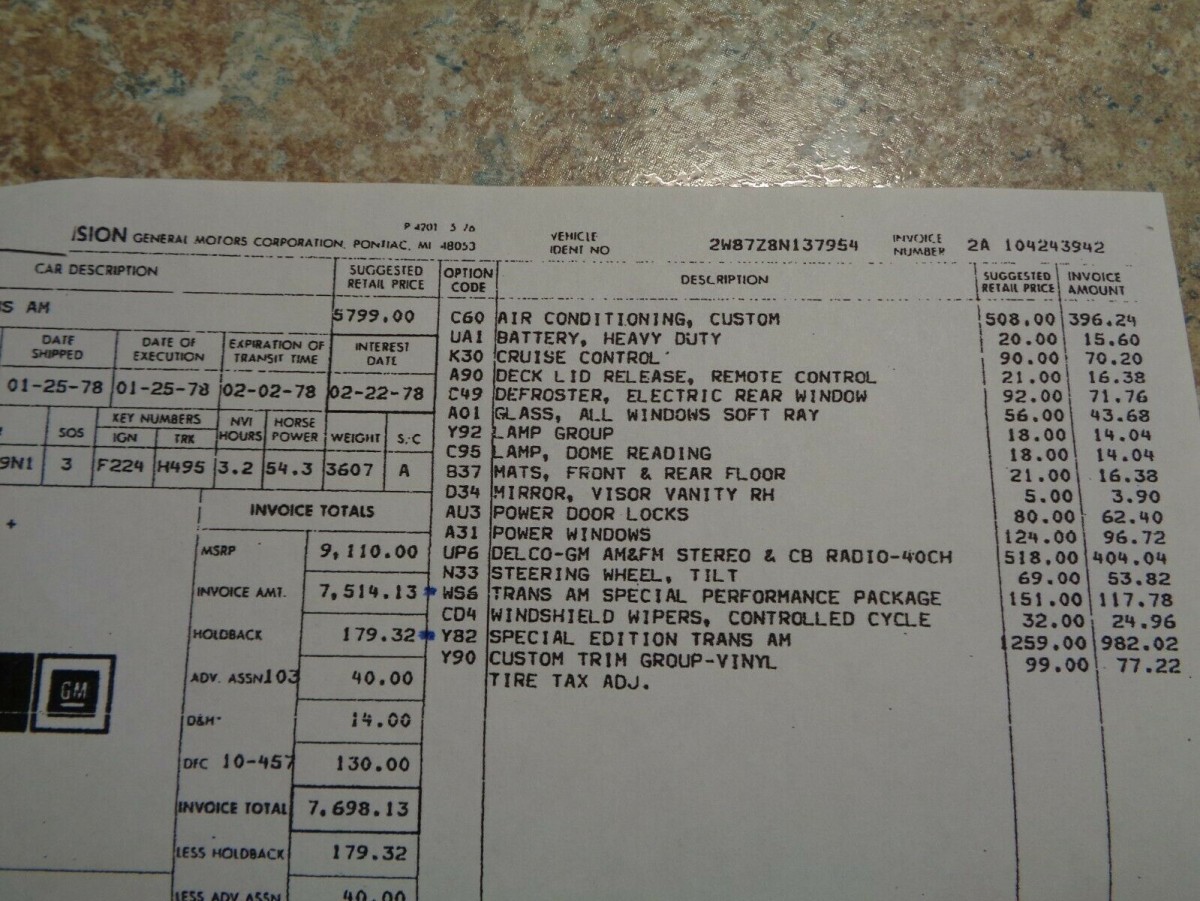 ISION GENERAL MOTORS CORPORATION, PONTIAC, MI 48053
P 4701 5 76
VEHICLE IDENT NO 2W87Z8N137954
INVOICE NUMBER 2A 104243942
CAR DESCRIPTION
SUGGESTED RETAIL PRICE
S AM 5799.00
DATE SHIPPED DATE OF EXECUTION EXPIRATION OF TRANSIT TIME INTEREST DATE
01-25-78 01-25-78 02-02-78 02-22-78
SOS KEY NUMBERS IGN TRK NVI HOURS HORSE POWER WEIGHT S.C
9N1 3 F224 H495 3.2 54.3 3607 A
+
INVOICE TOTALS
MSRP 9,110.00
INVOICE AMT. 7,514.13
HOLDBACK 179.32
ADV. ASSN 103 40.00
D&H 14.00
DFC 10-457 130.00
INVOICE TOTAL 7,698.13
LESS HOLDBACK 179.32
LESS ADV ASSN 40.00
GM
OPTION CODE DESCRIPTION SUGGESTED RETAIL PRICE INVOICE AMOUNT
C60 AIR CONDITIONING, CUSTOM 508.00 396.24
UA1 BATTERY, HEAVY DUTY 20.00 15.60
K30 CRUISE CONTROL 90.00 70.20
A90 DECK LID RELEASE, REMOTE CONTROL 21.00 16.38
C49 DEFROSTER, ELECTRIC REAR WINDOW 92.00 71.76
A01 GLASS, ALL WINDOWS SOFT RAY 56.00 43.68
Y92 LAMP GROUP 18.00 14.04
C95 LAMP, DOME READING 18.00 14.04
B37 MATS, FRONT & REAR FLOOR 21.00 16.38
D34 MIRROR, VISOR VANITY RH 5.00 3.90
AU3 POWER DOOR LOCKS 80.00 62.40
A31 POWER WINDOWS 124.00 96.72
UP6 DELCO-GM AM&FM STEREO & CB RADIO-40CH 518.00 404.04
N33 STEERING WHEEL, TILT 69.00 53.82
WS6 TRANS AM SPECIAL PERFORMANCE PACKAGE 151.00 117.78
CD4 WINDSHIELD WIPERS, CONTROLLED CYCLE 32.00 24.96
Y82 SPECIAL EDITION TRANS AM 1259.00 982.02
Y90 CUSTOM TRIM GROUP-VINYL 99.00 77.22
TIRE TAX ADJ.